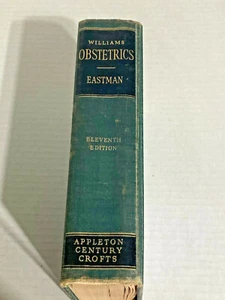 WILLIAMS
OBSTETRICS
EASTMAN
ELEVENTH
EDITION
APPLETON
CENTURY
CROFTS